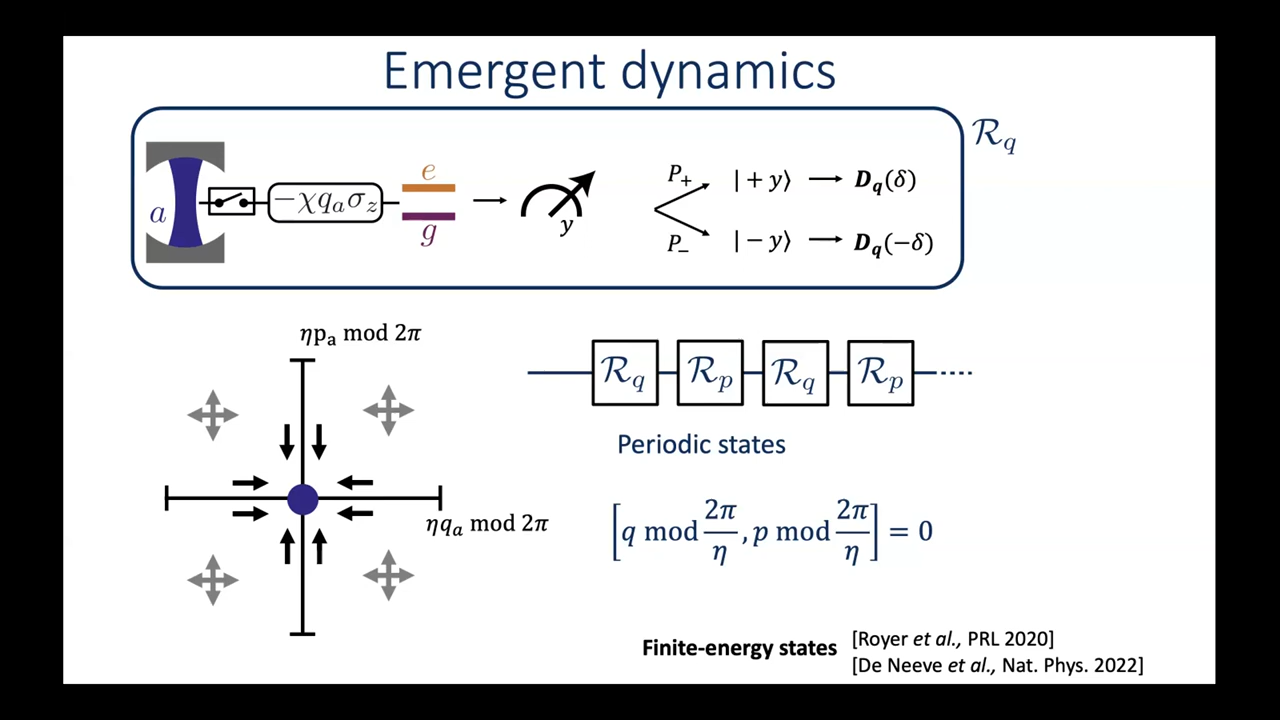 Emergent dynamics
ℛ_q
a
−χq_aσ_z
e
g
y
P₊
|+y⟩ → D_q(δ)
P₋
|−y⟩ → D_q(−δ)
ηp_a mod 2π
ηq_a mod 2π
ℛ_q ℛ_p ℛ_q ℛ_p
Periodic states
[q mod 2π/η, p mod 2π/η] = 0
Finite-energy states
[Royer et al., PRL 2020]
[De Neeve et al., Nat. Phys. 2022]